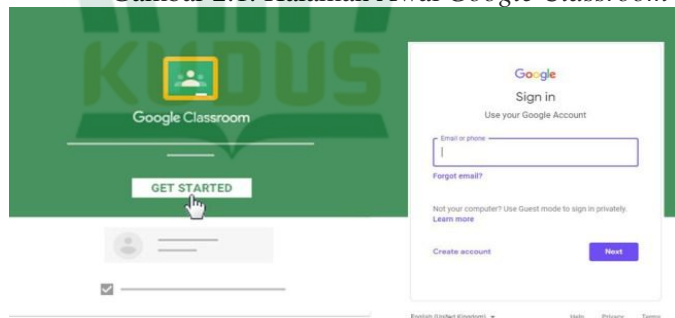 Gambar 2.1. Halaman Awal Google Classroom
KUDUS
Google Classroom
GET STARTED
Google
Sign in
Use your Google Account
Email or phone
Forgot email?
Not your computer? Use Guest mode to sign in privately.
Learn more
Create account
Next
English (United Kingdom)
Help Privacy Terms